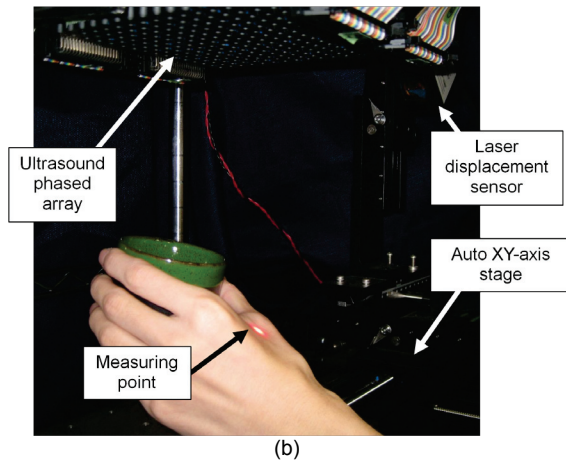 Ultrasound
phased
array
Laser
displacement
sensor
Auto XY-axis
stage
Measuring
point
(b)